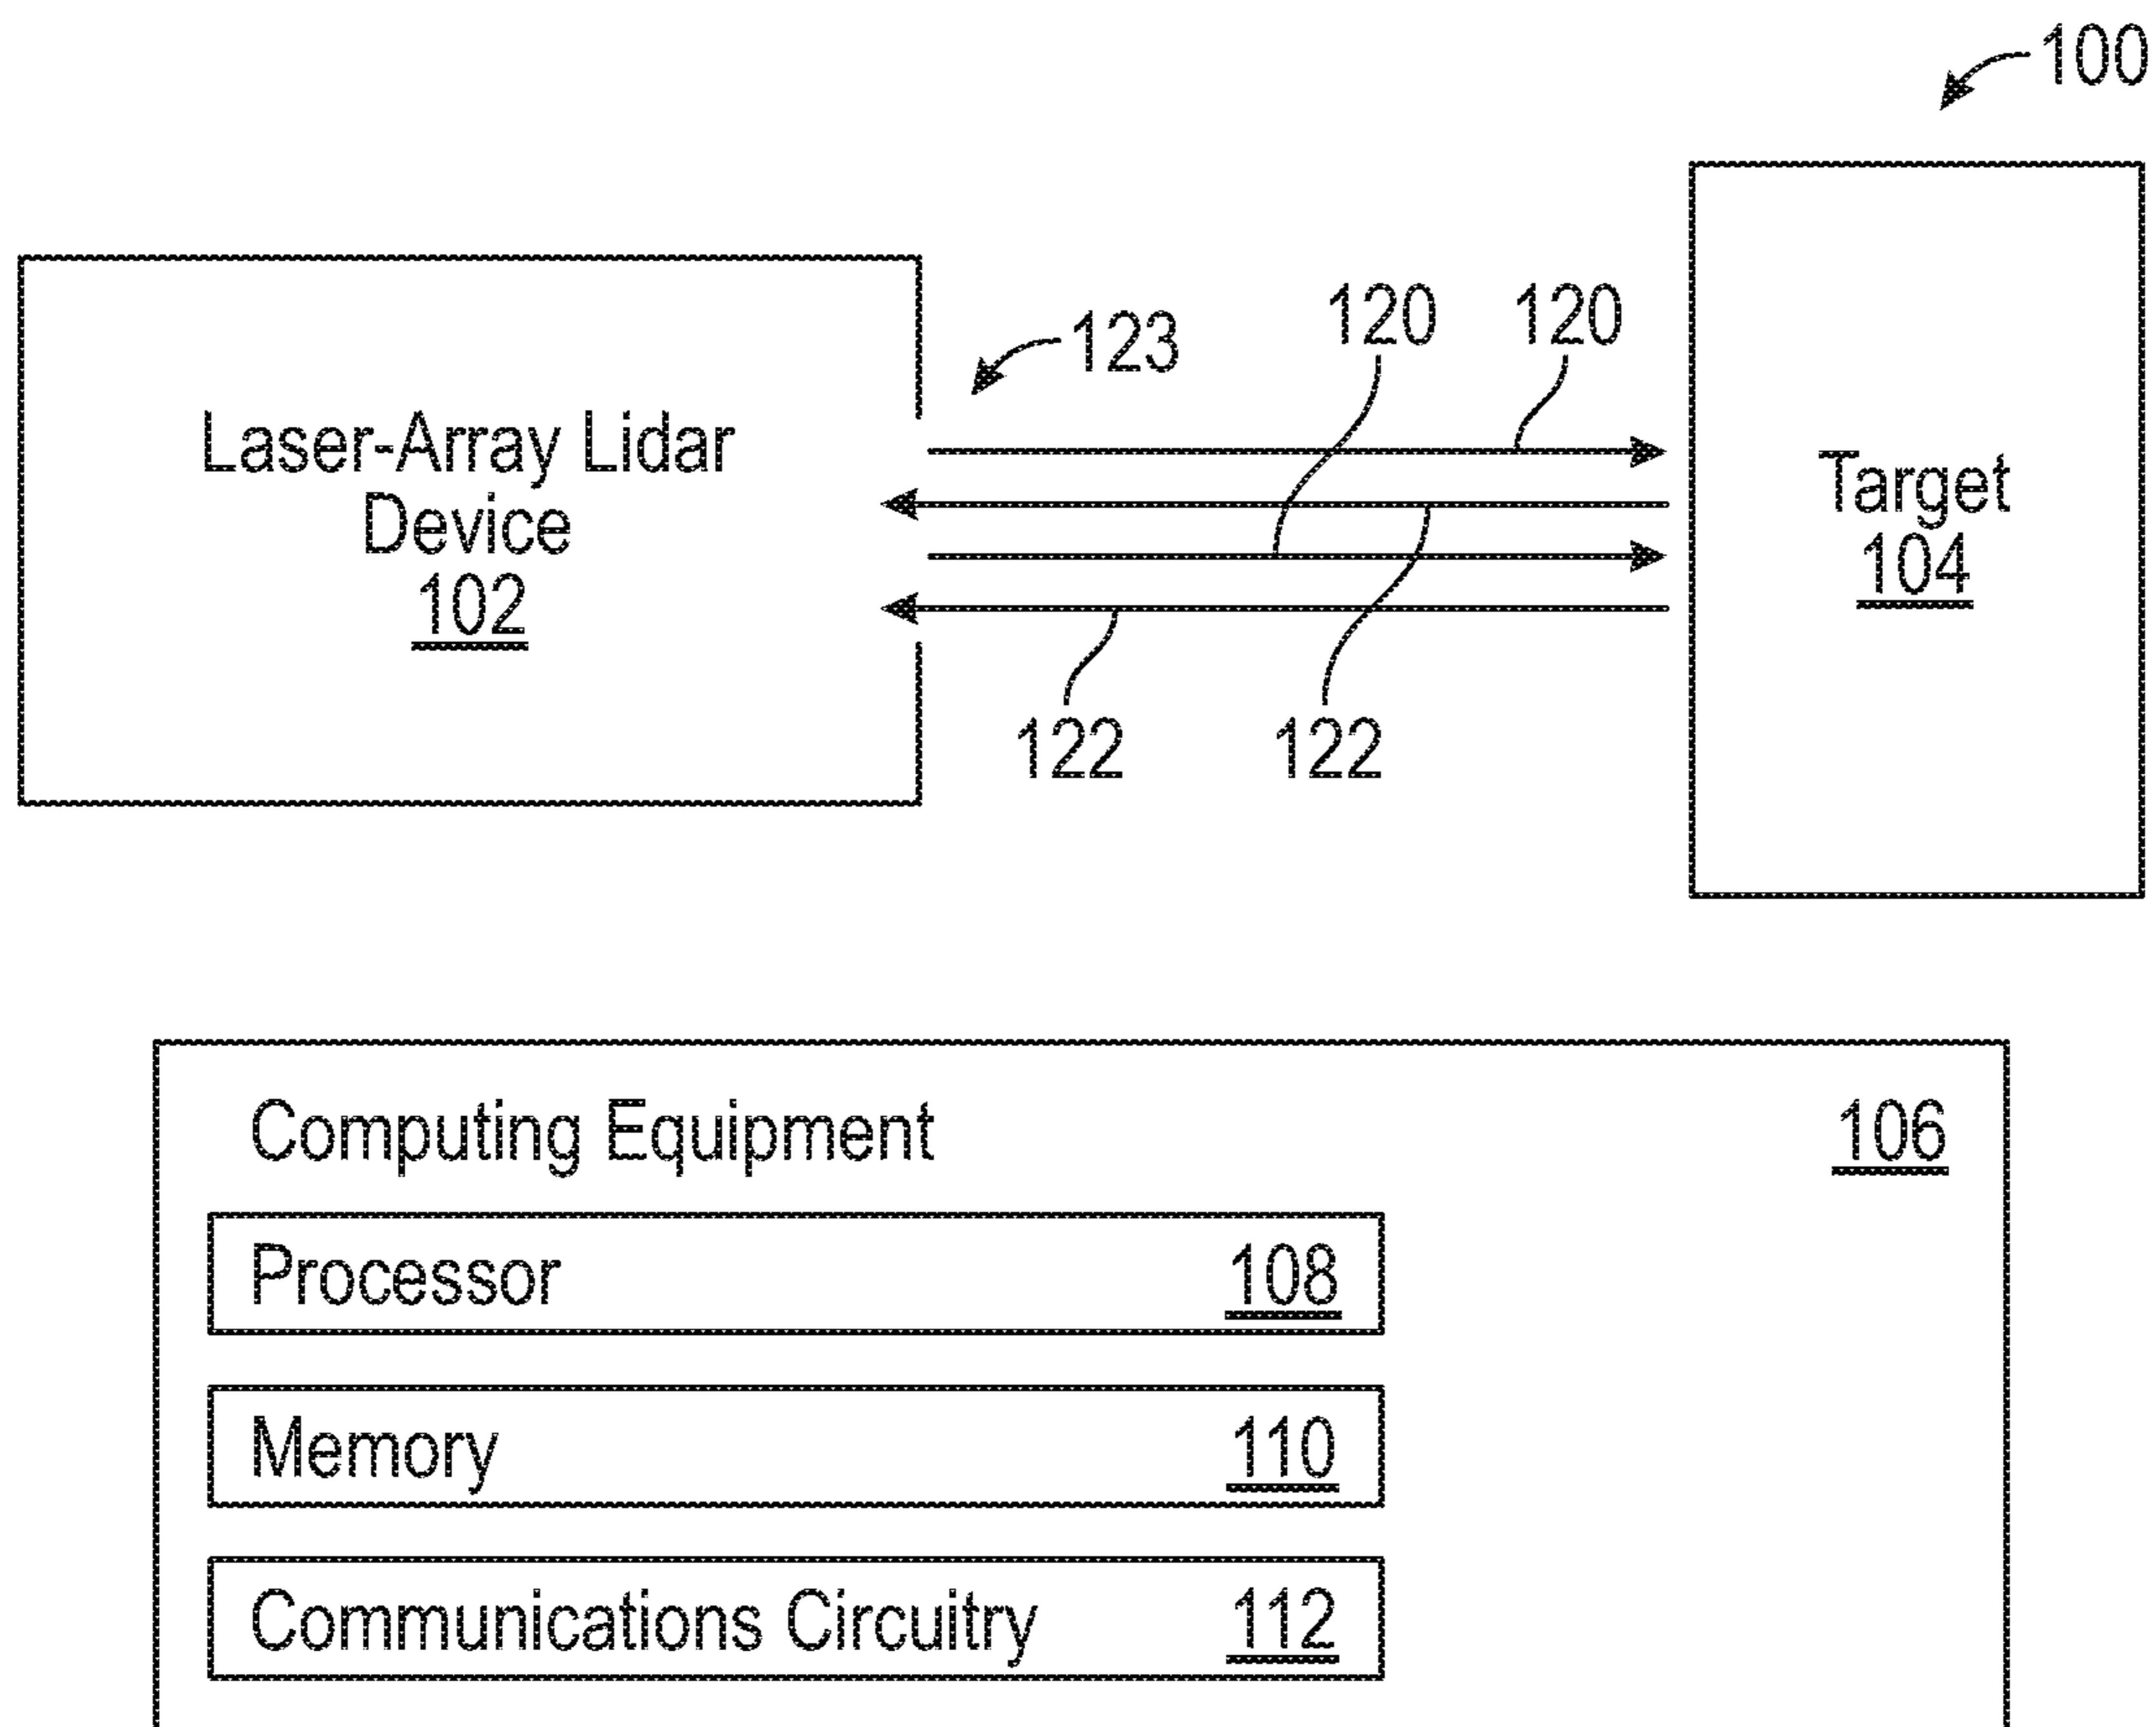 100
120 120
123
Laser-Array Lidar
Device
102
Target
104
122 122
Computing Equipment 106
Processor 108
Memory 110
Communications Circuitry 112